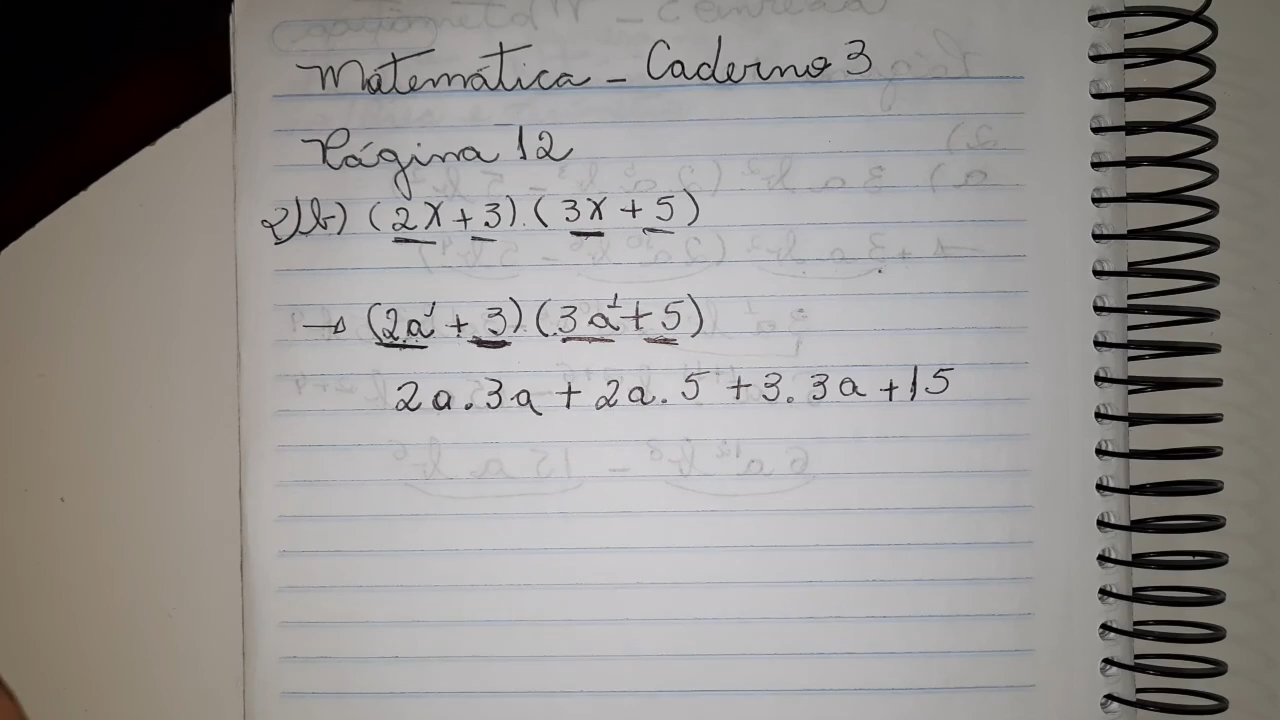 Matemática - Caderno 3
Página 12
2)b) (2x + 3).(3x + 5)
→ (2a¹ + 3)(3a¹ + 5)
2a.3a + 2a.5 + 3.3a + 15